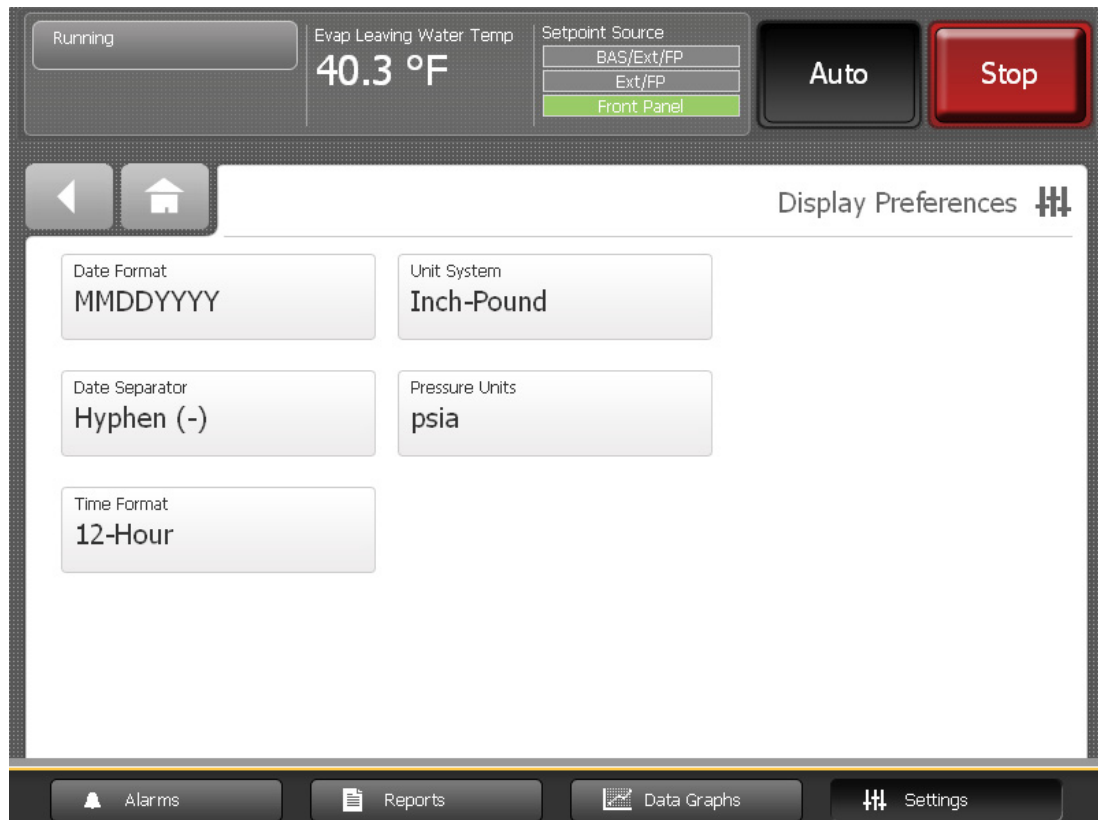 Running
Evap Leaving Water Temp
40.3 °F
Setpoint Source
BAS/Ext/FP
Ext/FP
Front Panel
Auto
Stop
Display Preferences
Date Format
MMDDYYYY
Unit System
Inch-Pound
Date Separator
Hyphen (-)
Pressure Units
psia
Time Format
12-Hour
Alarms
Reports
Data Graphs
Settings